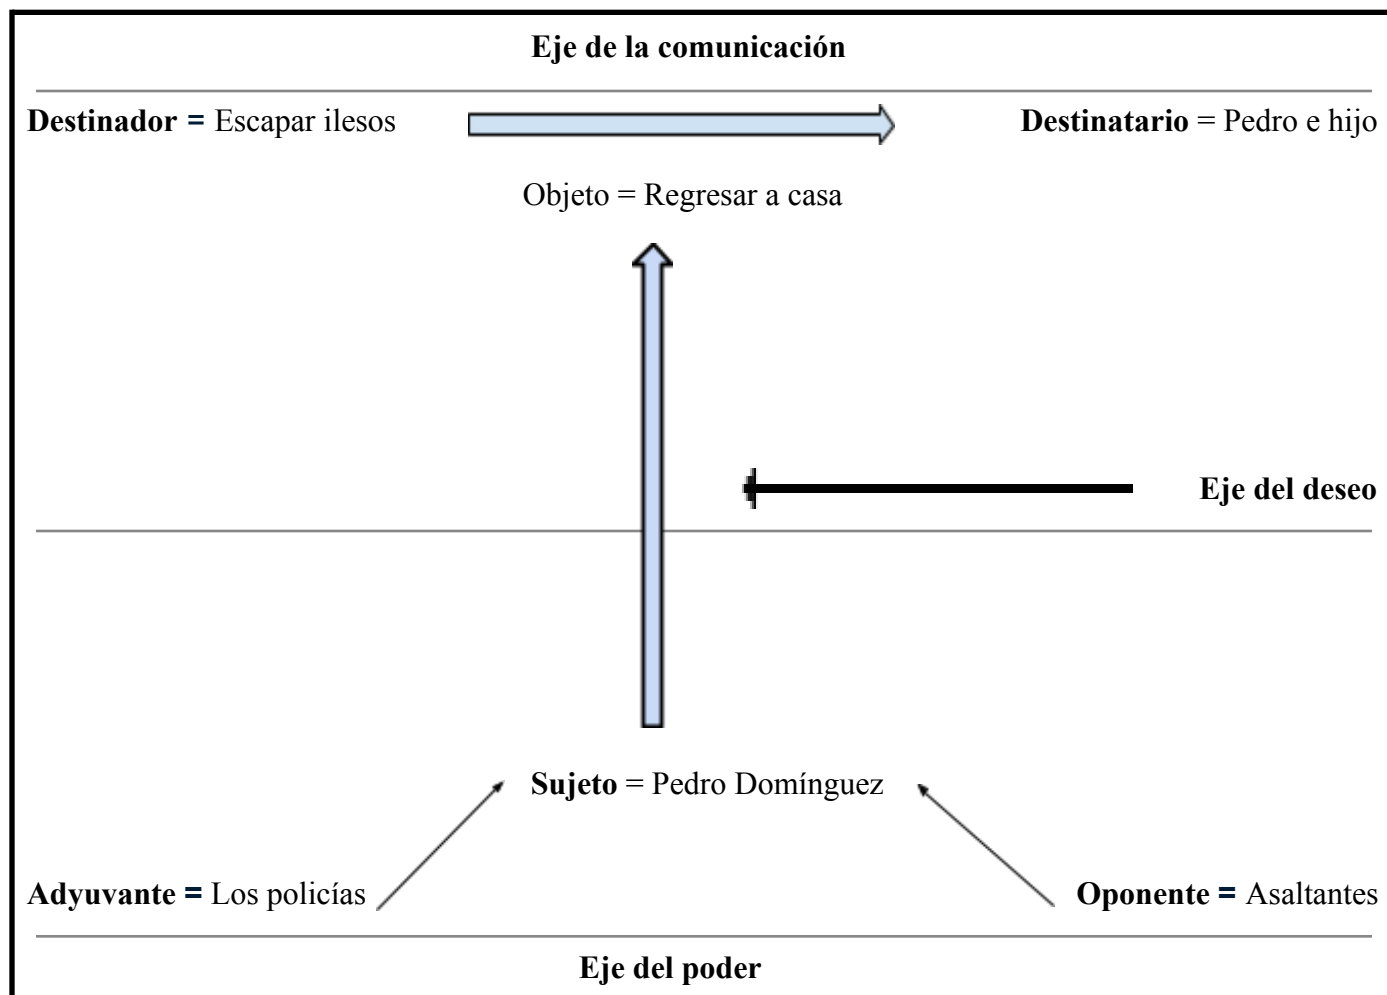 Eje de la comunicación
Destinador = Escapar ilesos
Destinatario = Pedro e hijo
Objeto = Regresar a casa
Eje del deseo
Sujeto = Pedro Domínguez
Adyuvante = Los policías
Oponente = Asaltantes
Eje del poder